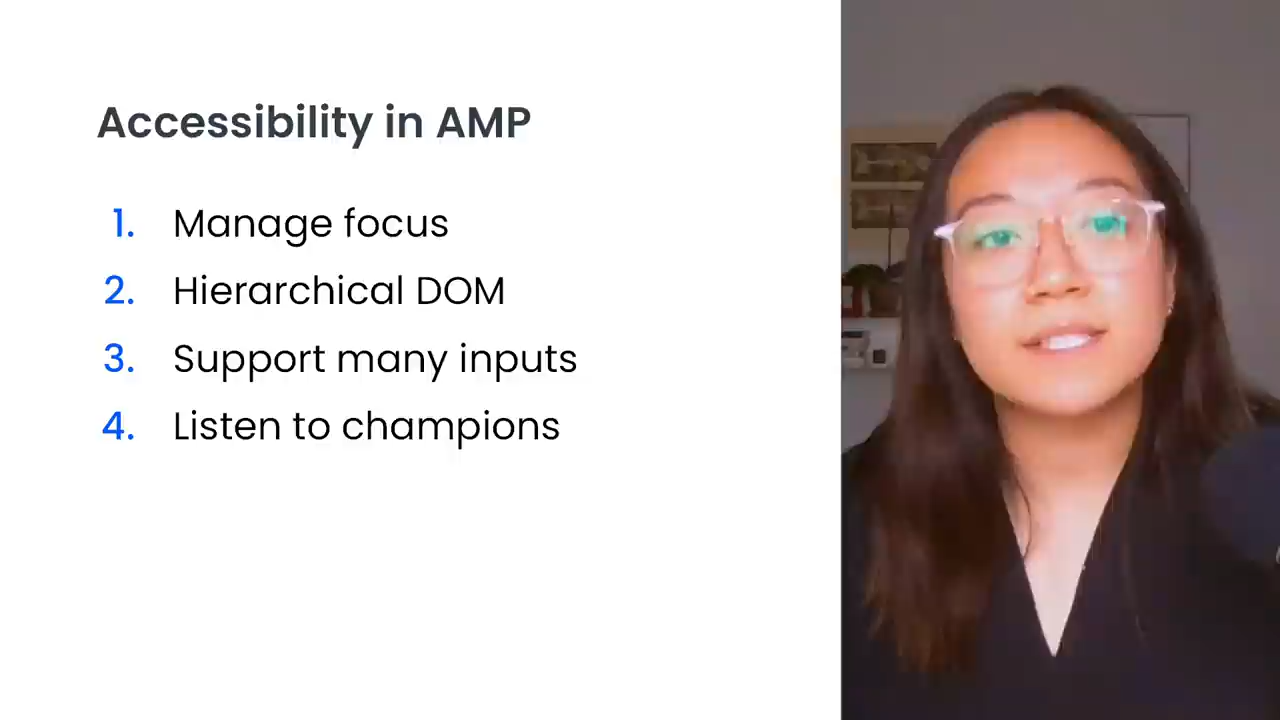 Accessibility in AMP
1. Manage focus
2. Hierarchical DOM
3. Support many inputs
4. Listen to champions